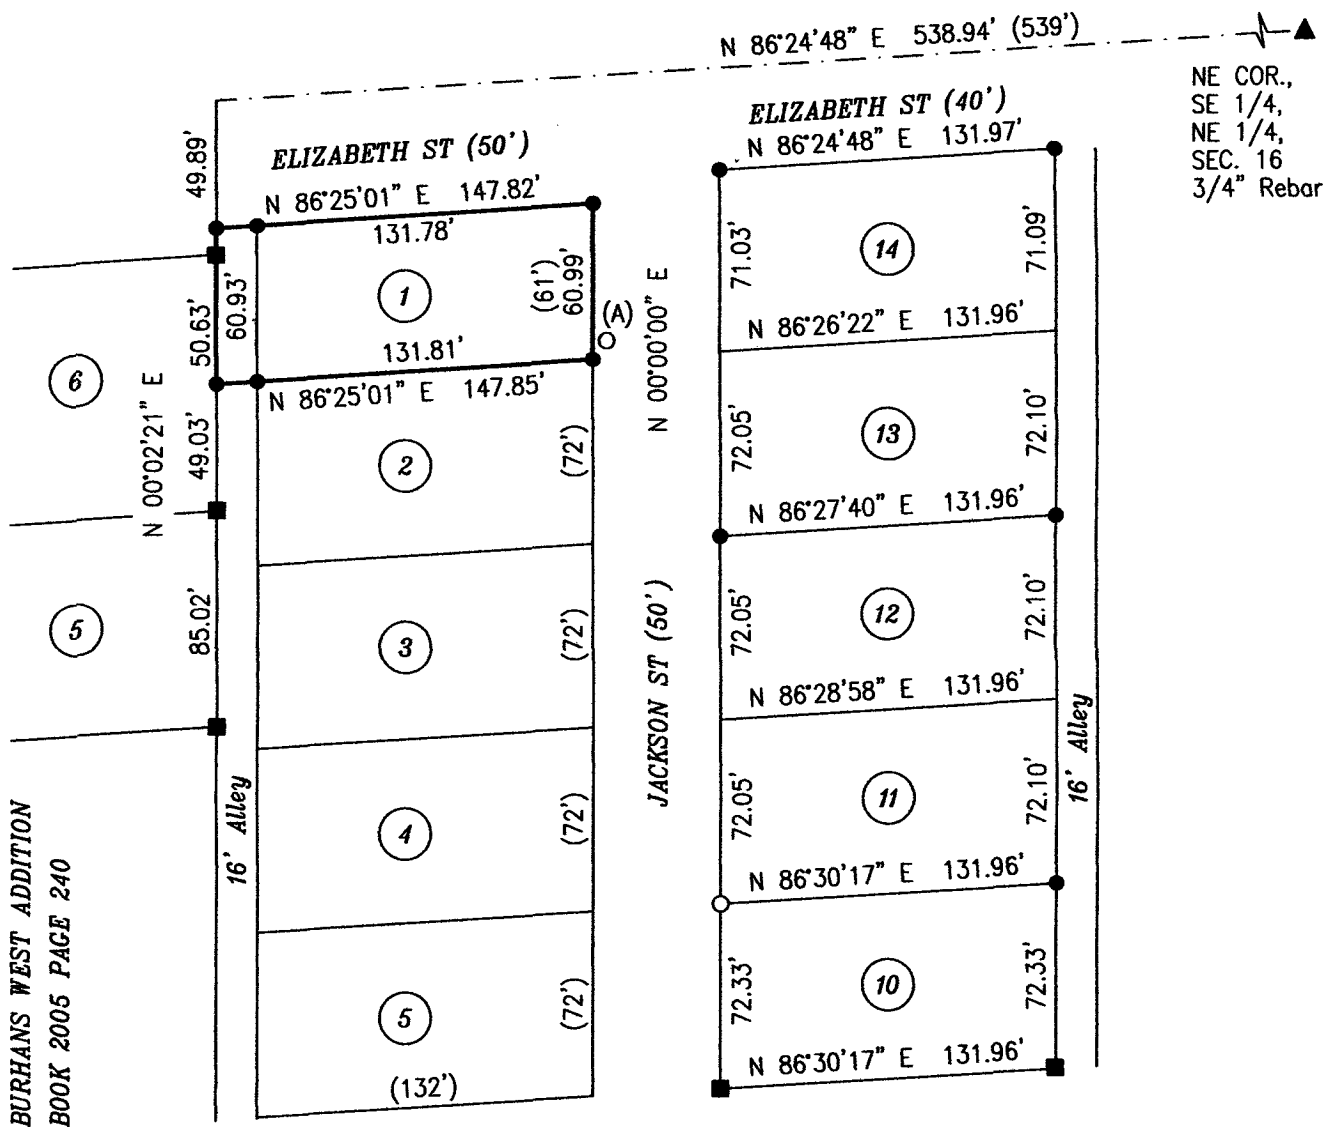 N 86°24'48" E 538.94' (539')
NE COR.,
SE 1/4,
NE 1/4,
SEC. 16
3/4" Rebar
49.89'
ELIZABETH ST (50')
N 86°25'01" E 147.82'
131.78'
ELIZABETH ST (40')
N 86°24'48" E 131.97'
50.63'
60.93'
1
(61')
60.99'
(A)
131.81'
N 86°25'01" E 147.85'
N 00°00'00" E
71.03'
14
71.09'
N 86°26'22" E 131.96'
6
N 00°02'21" E
49.03'
2
(72')
72.05'
13
72.10'
N 86°27'40" E 131.96'
5
85.02'
3
(72')
JACKSON ST (50')
72.05'
12
72.10'
N 86°28'58" E 131.96'
16' Alley
4
(72')
72.05'
11
72.10'
16' Alley
N 86°30'17" E 131.96'
BURHANS WEST ADDITION
BOOK 2005 PAGE 240
5
(72')
(132')
72.33'
10
72.33'
N 86°30'17" E 131.96'